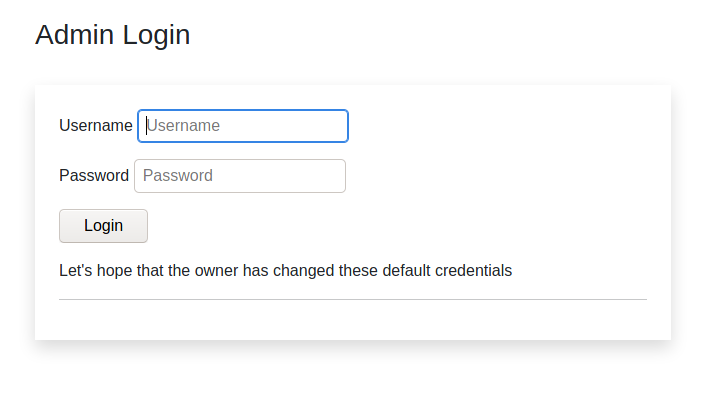 Admin Login
Username Username
Password Password
Login
Let's hope that the owner has changed these default credentials